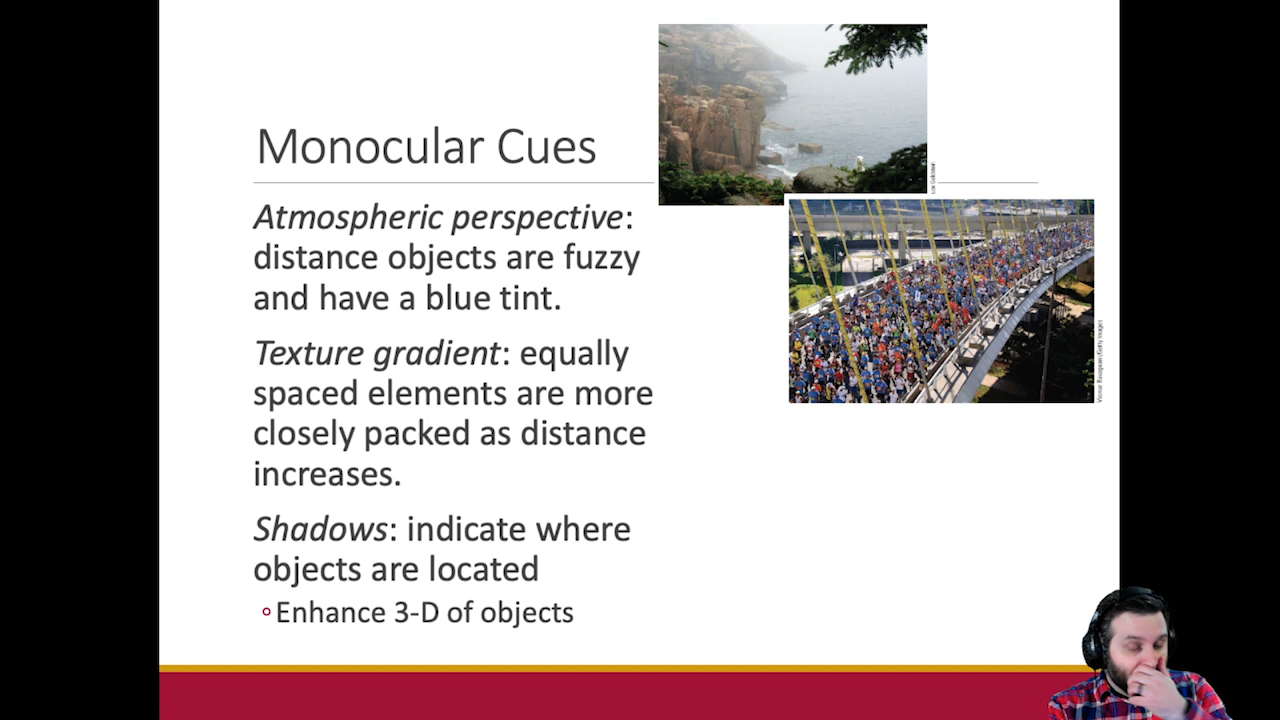 Monocular Cues
Atmospheric perspective:
distance objects are fuzzy
and have a blue tint.
Texture gradient: equally
spaced elements are more
closely packed as distance
increases.
Shadows: indicate where
objects are located
Enhance 3-D of objects